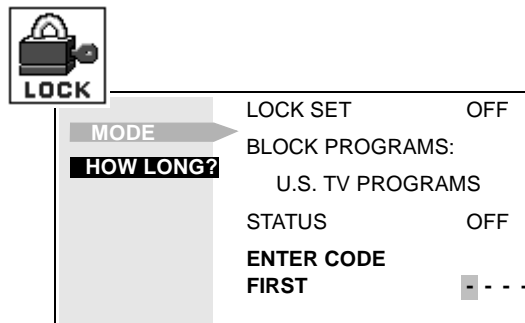 LOCK
MODE
HOW LONG?
LOCK SET OFF
BLOCK PROGRAMS:
U.S. TV PROGRAMS
STATUS OFF
ENTER CODE
FIRST - - - -